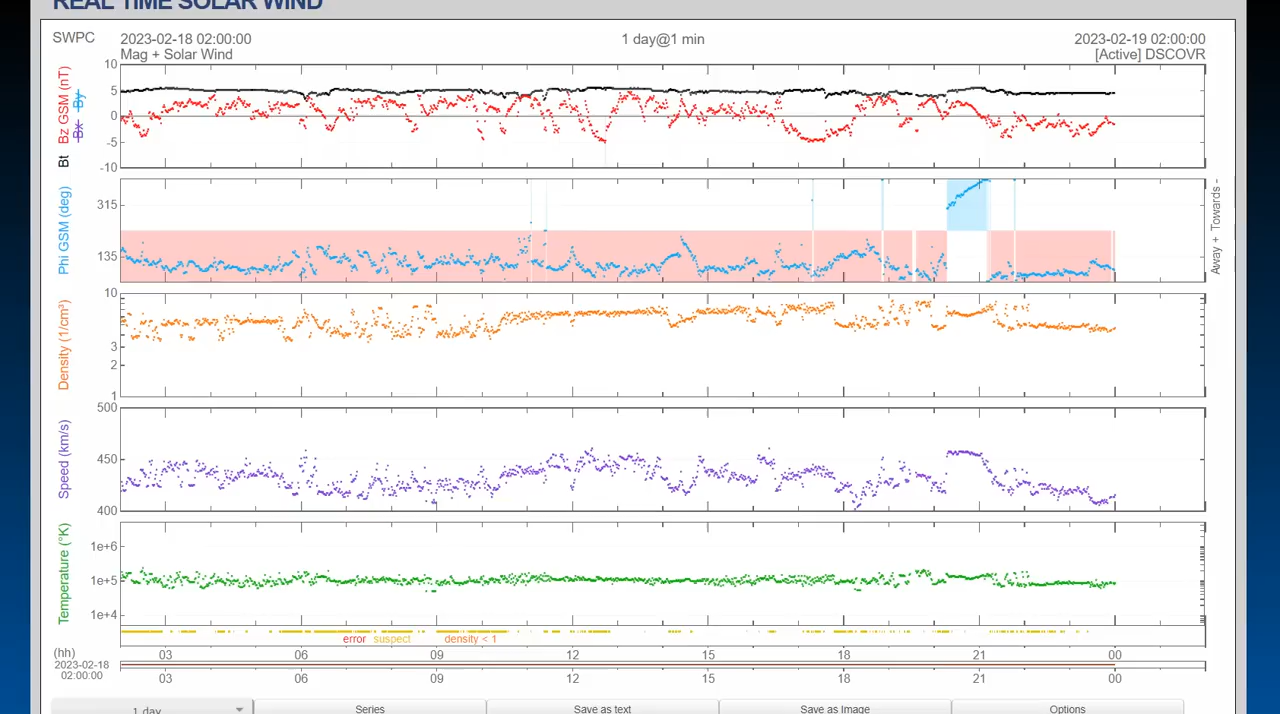 REAL TIME SOLAR WIND
SWPC 2023-02-18 02:00:00 1 day@1 min 2023-02-19 02:00:00
Mag + Solar Wind [Active] DSCOVR
Bt Bz GSM (nT)
Bx By
10
5
0
-5
-10
Phi GSM (deg)
315
135
Away + Towards -
Density (1/cm³)
10
3
2
1
Speed (km/s)
500
450
400
Temperature (°K)
1e+6
1e+5
1e+4
error suspect density < 1
(hh) 03 06 09 12 15 18 21 00
2023-02-18
02:00:00
03 06 09 12 15 18 21 00
1 day Series Save as text Save as Image Options